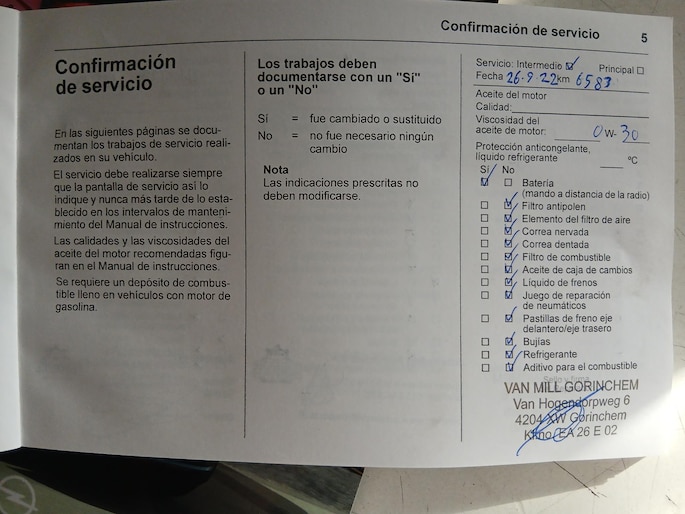 Confirmación de servicio 5
Confirmación
de servicio
En las siguientes páginas se docu-
mentan los trabajos de servicio reali-
zados en su vehículo.
El servicio debe realizarse siempre
que la pantalla de servicio así lo
indique y nunca más tarde de lo esta-
blecido en los intervalos de manteni-
miento del Manual de instrucciones.
Las calidades y las viscosidades del
aceite del motor recomendadas figu-
ran en el Manual de instrucciones.
Se requiere un depósito de combus-
tible lleno en vehículos con motor de
gasolina.
Los trabajos deben
documentarse con un "Sí"
o un "No"
Sí = fue cambiado o sustituido
No = no fue necesario ningún
cambio
Nota
Las indicaciones prescritas no
deben modificarse.
Servicio: Intermedio Principal
Fecha 26-9-22 km 6583
Aceite del motor
Calidad:
Viscosidad del
aceite de motor: 0 W- 30
Protección anticongelante,
líquido refrigerante °C
Sí No
Batería
(mando a distancia de la radio)
Filtro antipolen
Elemento del filtro de aire
Correa nervada
Correa dentada
Filtro de combustible
Aceite de caja de cambios
Líquido de frenos
Juego de reparación
de neumáticos
Pastillas de freno eje
delantero/eje trasero
Bujías
Refrigerante
Aditivo para el combustible
VAN MILL GORINCHEM
Van Hogendorpweg 6
4204 XW Gorinchem
EA 26 E 02